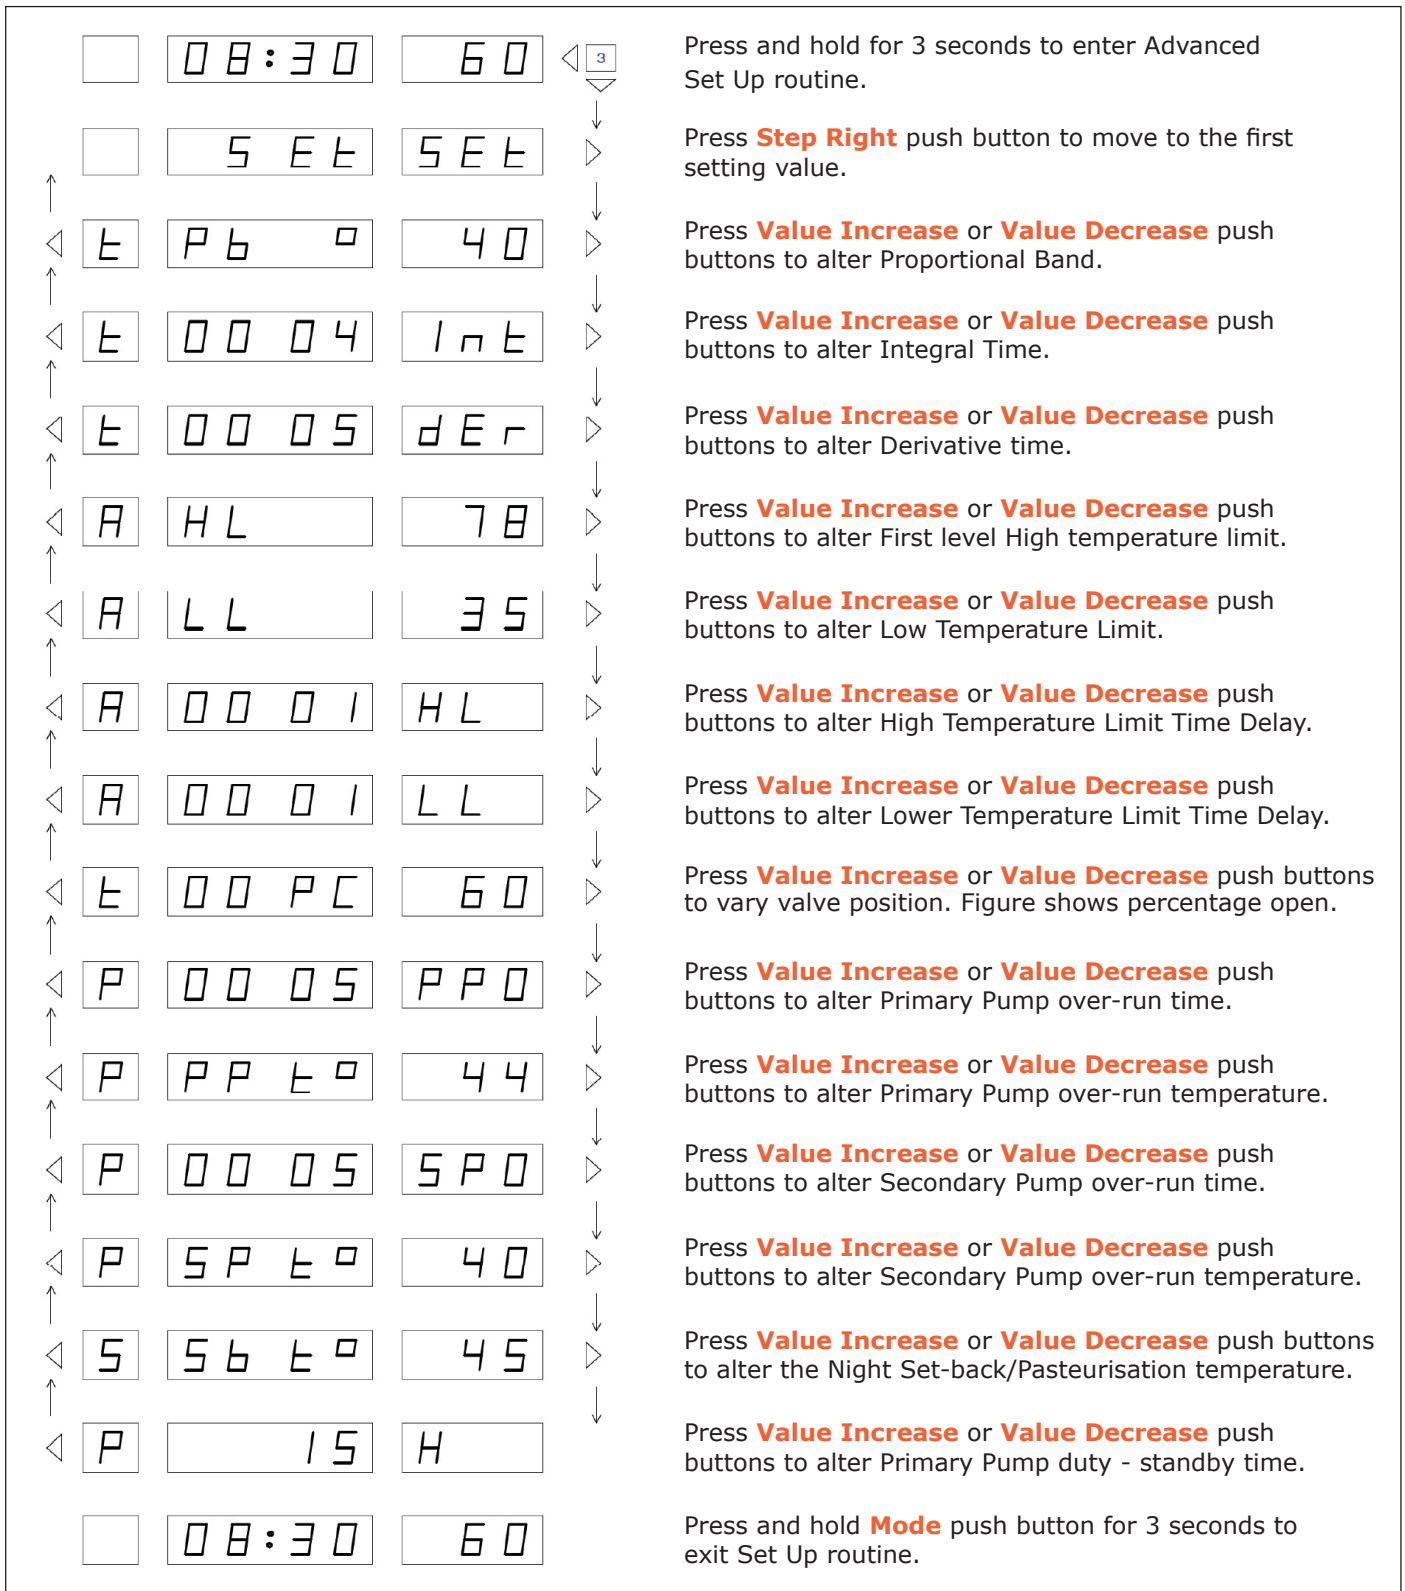 08:30 60 3 Press and hold for 3 seconds to enter Advanced
Set Up routine.
SEt SEt Press Step Right push button to move to the first
setting value.
t Pb ° 40 Press Value Increase or Value Decrease push
buttons to alter Proportional Band.
t 00 04 Int Press Value Increase or Value Decrease push
buttons to alter Integral Time.
t 00 05 dEr Press Value Increase or Value Decrease push
buttons to alter Derivative time.
A HL 78 Press Value Increase or Value Decrease push
buttons to alter First level High temperature limit.
A LL 35 Press Value Increase or Value Decrease push
buttons to alter Low Temperature Limit.
A 00 01 HL Press Value Increase or Value Decrease push
buttons to alter High Temperature Limit Time Delay.
A 00 01 LL Press Value Increase or Value Decrease push
buttons to alter Lower Temperature Limit Time Delay.
t 00 PC 60 Press Value Increase or Value Decrease push buttons
to vary valve position. Figure shows percentage open.
P 00 05 PPO Press Value Increase or Value Decrease push
buttons to alter Primary Pump over-run time.
P PP t° 44 Press Value Increase or Value Decrease push
buttons to alter Primary Pump over-run temperature.
P 00 05 SPO Press Value Increase or Value Decrease push
buttons to alter Secondary Pump over-run time.
P SP t° 40 Press Value Increase or Value Decrease push
buttons to alter Secondary Pump over-run temperature.
S Sb t° 45 Press Value Increase or Value Decrease push buttons
to alter the Night Set-back/Pasteurisation temperature.
P 15 H Press Value Increase or Value Decrease push
buttons to alter Primary Pump duty - standby time.
08:30 60 Press and hold Mode push button for 3 seconds to
exit Set Up routine.